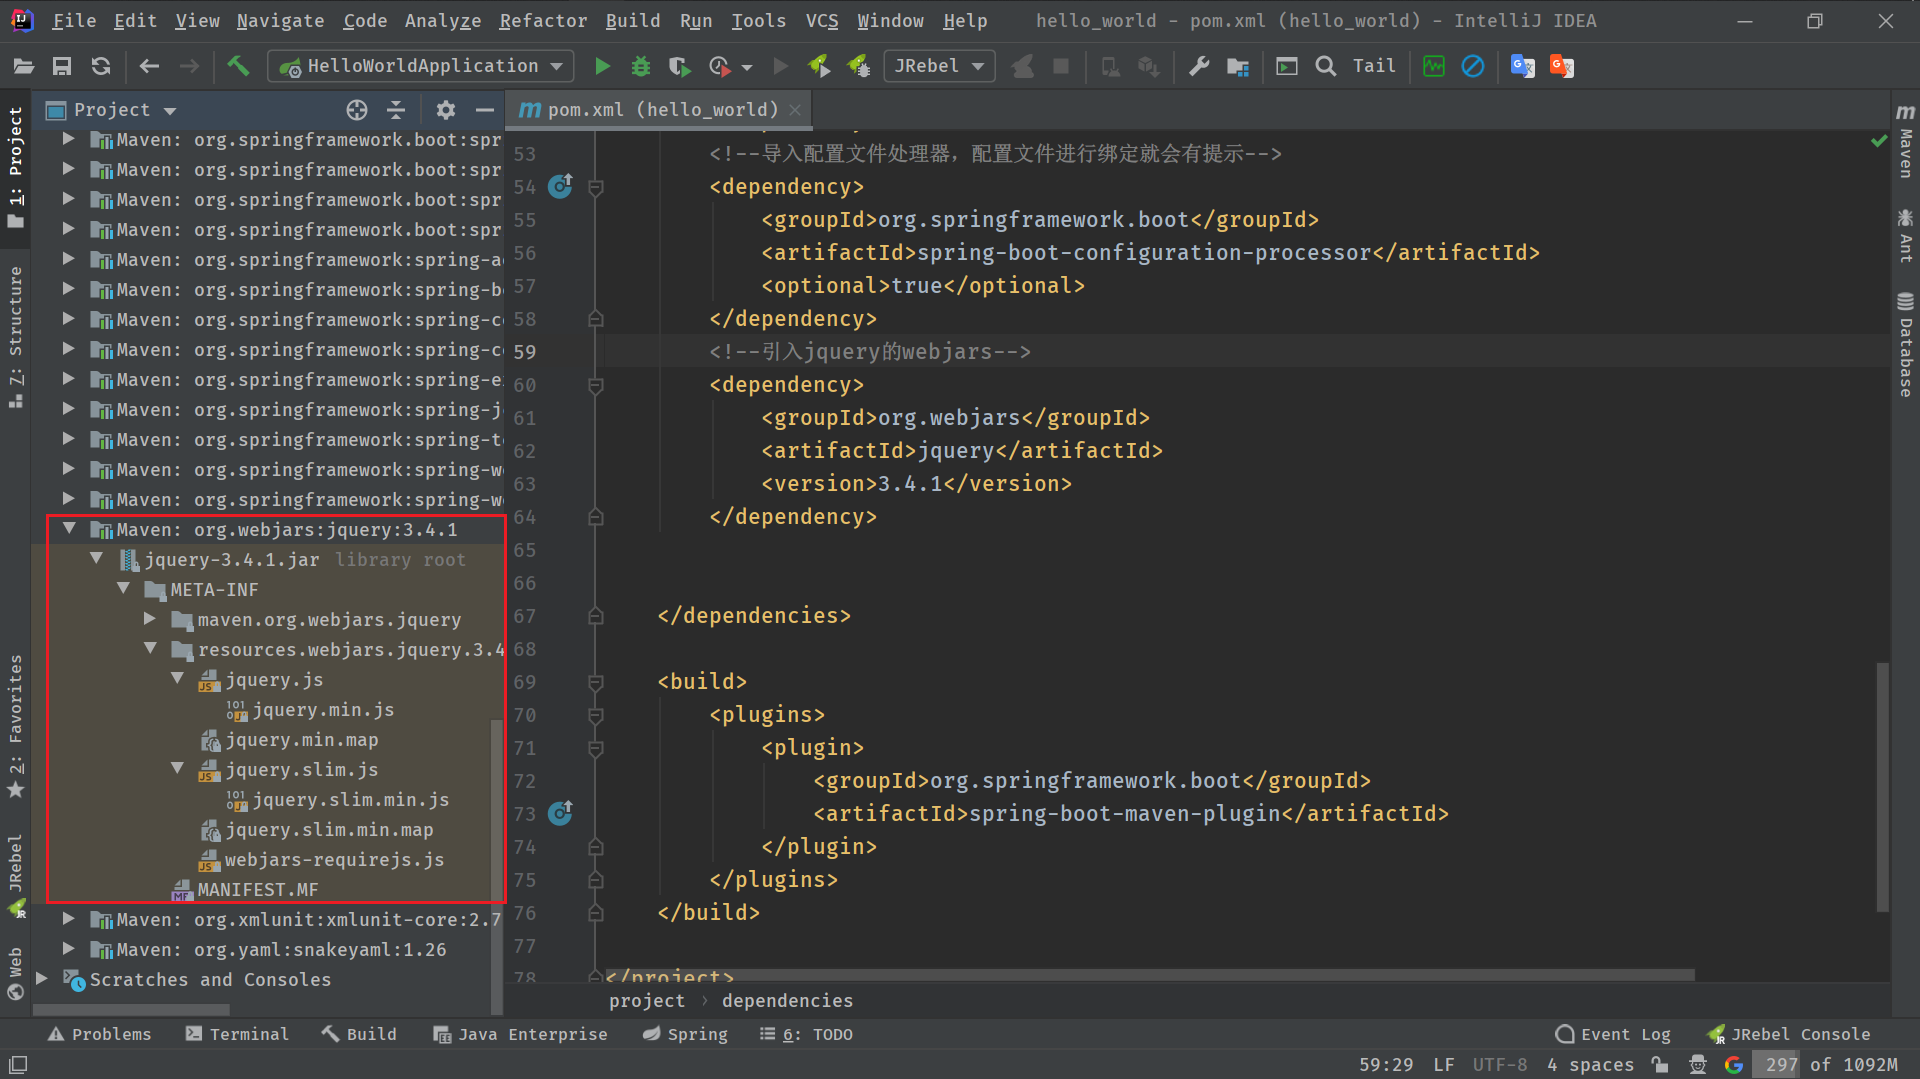 File Edit View Navigate Code Analyze Refactor Build Run Tools VCS Window Help hello_world - pom.xml (hello_world) - IntelliJ IDEA
HelloWorldApplication JRebel Tail
Project
pom.xml (hello_world)
1: Project
7: Structure
2: Favorites
JRebel
Web
Maven: org.springframework.boot:spr
Maven: org.springframework.boot:spr
Maven: org.springframework.boot:spr
Maven: org.springframework.boot:spr
Maven: org.springframework:spring-a
Maven: org.springframework:spring-b
Maven: org.springframework:spring-c
Maven: org.springframework:spring-c
Maven: org.springframework:spring-e
Maven: org.springframework:spring-j
Maven: org.springframework:spring-t
Maven: org.springframework:spring-w
Maven: org.springframework:spring-w
Maven: org.webjars:jquery:3.4.1
jquery-3.4.1.jar library root
META-INF
maven.org.webjars.jquery
resources.webjars.jquery.3.4
jquery.js
jquery.min.js
jquery.min.map
jquery.slim.js
jquery.slim.min.js
jquery.slim.min.map
webjars-requirejs.js
MANIFEST.MF
Maven: org.xmlunit:xmlunit-core:2.7
Maven: org.yaml:snakeyaml:1.26
Scratches and Consoles
53 <!--导入配置文件处理器，配置文件进行绑定就会有提示-->
54 <dependency>
55 <groupId>org.springframework.boot</groupId>
56 <artifactId>spring-boot-configuration-processor</artifactId>
57 <optional>true</optional>
58 </dependency>
59 <!--引入jquery的webjars-->
60 <dependency>
61 <groupId>org.webjars</groupId>
62 <artifactId>jquery</artifactId>
63 <version>3.4.1</version>
64 </dependency>
65
66
67 </dependencies>
68
69 <build>
70 <plugins>
71 <plugin>
72 <groupId>org.springframework.boot</groupId>
73 <artifactId>spring-boot-maven-plugin</artifactId>
74 </plugin>
75 </plugins>
76 </build>
77
78 </project>
project › dependencies
Maven
Ant
Database
Problems Terminal Build Java Enterprise Spring 6: TODO Event Log JRebel Console
59:29 LF UTF-8 4 spaces 297 of 1092M